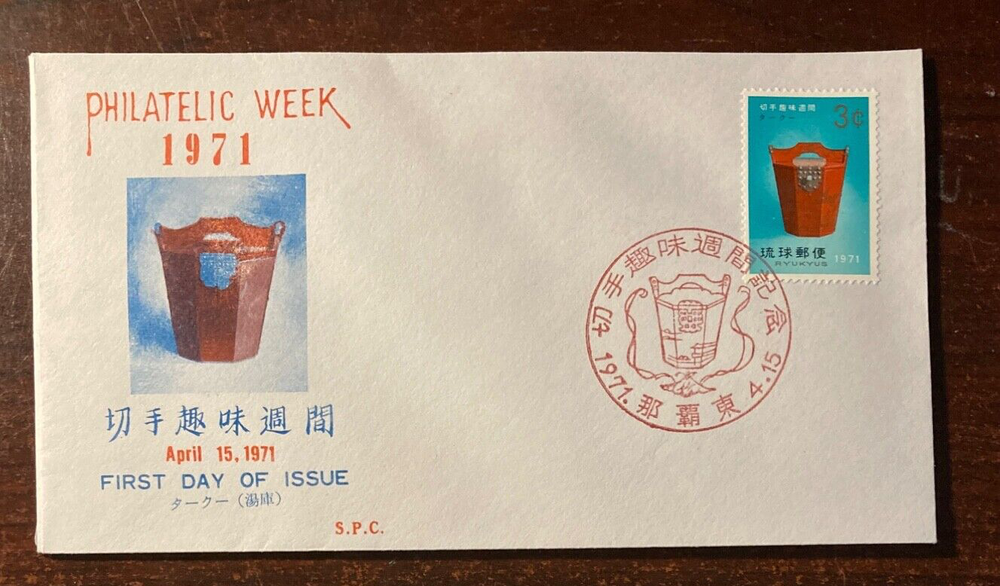 PHILATELIC WEEK
1971
切手趣味週間
April 15, 1971
FIRST DAY OF ISSUE
タークー（湯庫）
S.P.C.
切手趣味週間
タークー
3¢
琉球郵便 1971
RYUKYUS
切手趣味週間記念
1971. 那覇東 4.15